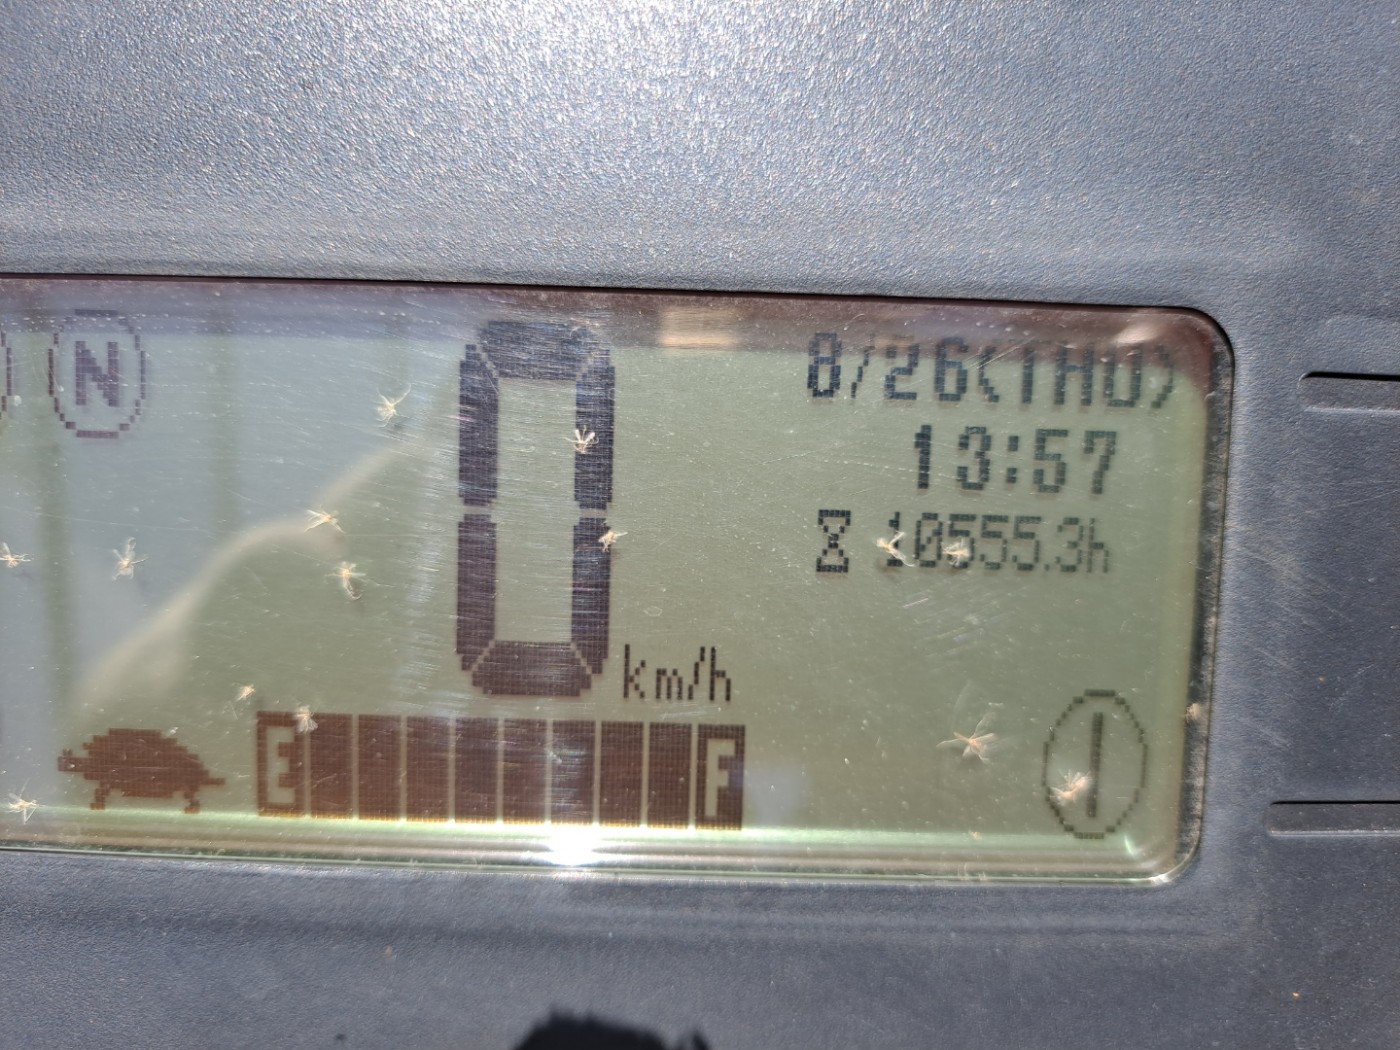 N
0
km/h
8/26(THU)
13:57
10555.3h
E F